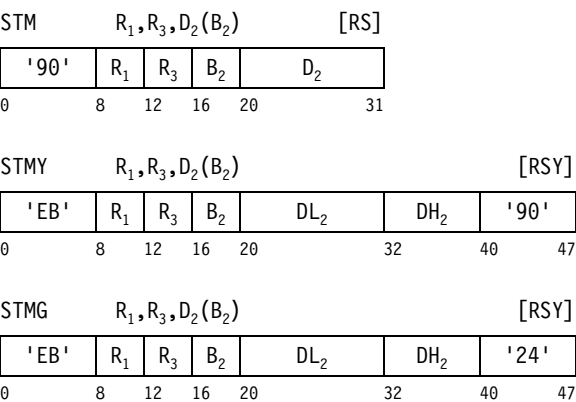 STM R₁,R₃,D₂(B₂) [RS]
'90' R₁ R₃ B₂ D₂
0 8 12 16 20 31
STMY R₁,R₃,D₂(B₂) [RSY]
'EB' R₁ R₃ B₂ DL₂ DH₂ '90'
0 8 12 16 20 32 40 47
STMG R₁,R₃,D₂(B₂) [RSY]
'EB' R₁ R₃ B₂ DL₂ DH₂ '24'
0 8 12 16 20 32 40 47